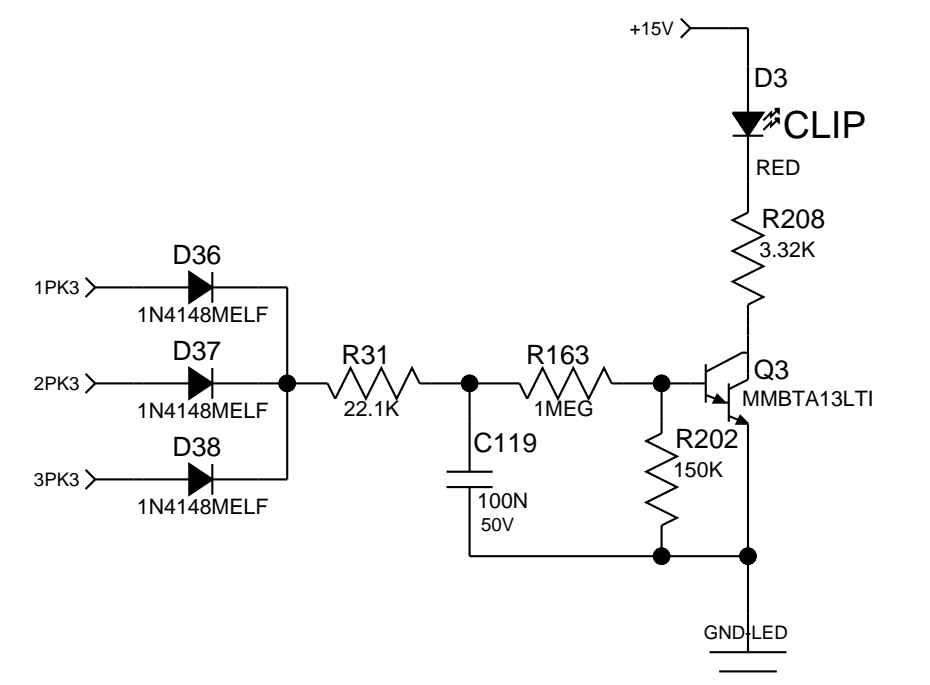 +15V
D3
CLIP
RED
R208
3.32K
D36
1PK3
1N4148MELF
D37
2PK3
1N4148MELF
D38
3PK3
1N4148MELF
R31
22.1K
R163
1MEG
Q3
MMBTA13LTI
C119
100N
50V
R202
150K
GND-LED